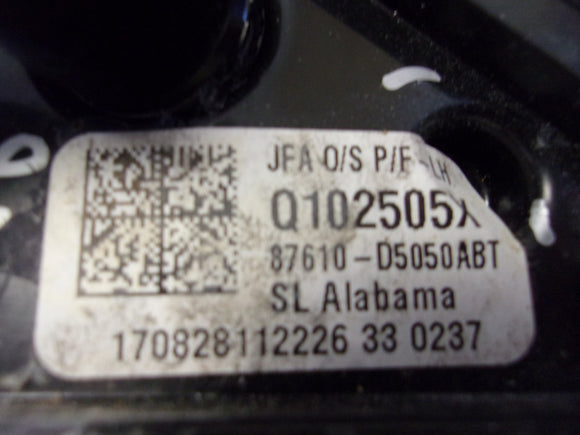 JFA O/S P/F -LH
Q102505X
87610-D5050ABT
SL Alabama
170828112226 33 0237